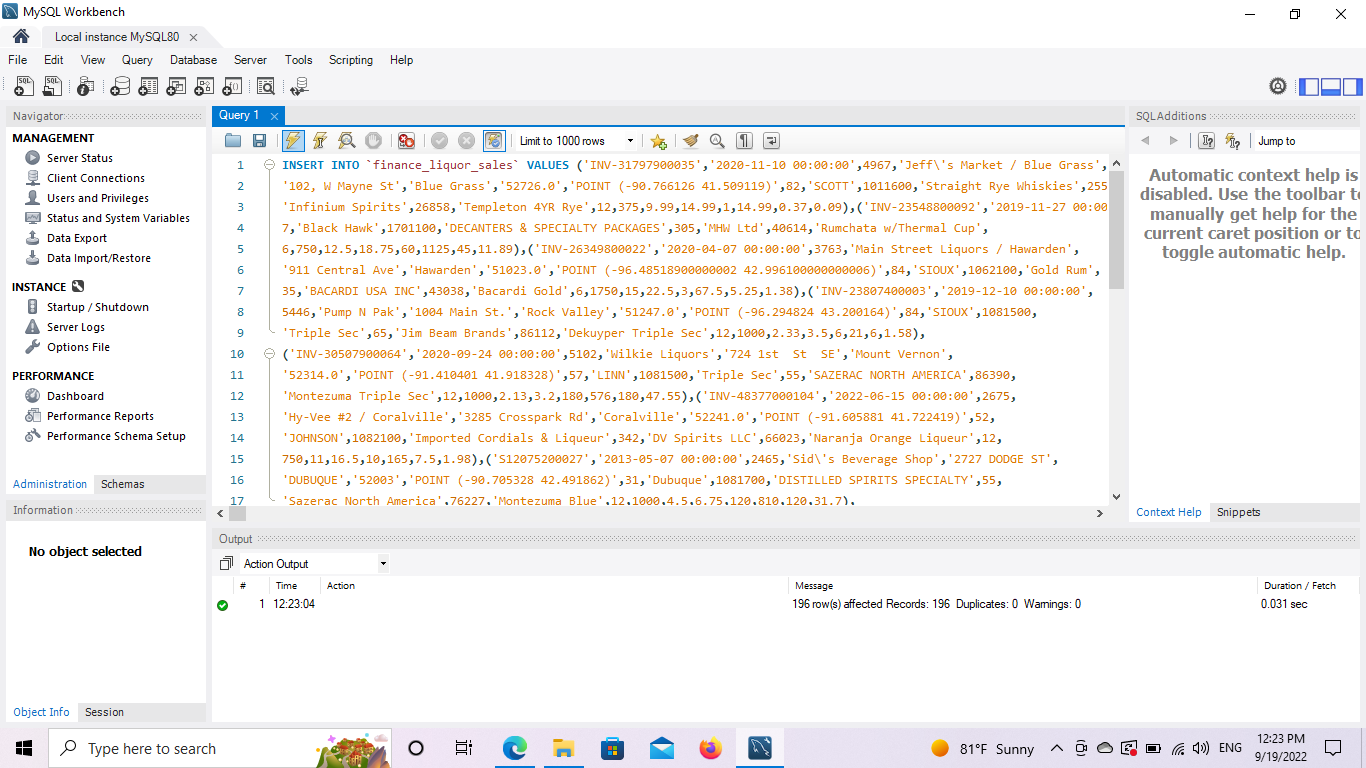 MySQL Workbench
Local instance MySQL80
File Edit View Query Database Server Tools Scripting Help
Navigator
MANAGEMENT
Server Status
Client Connections
Users and Privileges
Status and System Variables
Data Export
Data Import/Restore
INSTANCE
Startup / Shutdown
Server Logs
Options File
PERFORMANCE
Dashboard
Performance Reports
Performance Schema Setup
Administration Schemas
Information
No object selected
Object Info Session
Query 1
Limit to 1000 rows
1 INSERT INTO `finance_liquor_sales` VALUES ('INV-31797900035','2020-11-10 00:00:00',4967,'Jeff\'s Market / Blue Grass',
2 '102, W Mayne St','Blue Grass','52726.0','POINT (-90.766126 41.509119)',82,'SCOTT',1011600,'Straight Rye Whiskies',255
3 'Infinium Spirits',26858,'Templeton 4YR Rye',12,375,9.99,14.99,1,14.99,0.37,0.09),('INV-23548800092','2019-11-27 00:00
4 7,'Black Hawk',1701100,'DECANTERS & SPECIALTY PACKAGES',305,'MHW Ltd',40614,'Rumchata w/Thermal Cup',
5 6,750,12.5,18.75,60,1125,45,11.89),('INV-26349800022','2020-04-07 00:00:00',3763,'Main Street Liquors / Hawarden',
6 '911 Central Ave','Hawarden','51023.0','POINT (-96.48518900000002 42.996100000000006)',84,'SIOUX',1062100,'Gold Rum',
7 35,'BACARDI USA INC',43038,'Bacardi Gold',6,1750,15,22.5,3,67.5,5.25,1.38),('INV-23807400003','2019-12-10 00:00:00',
8 5446,'Pump N Pak','1004 Main St.','Rock Valley','51247.0','POINT (-96.294824 43.200164)',84,'SIOUX',1081500,
9 'Triple Sec',65,'Jim Beam Brands',86112,'Dekuyper Triple Sec',12,1000,2.33,3.5,6,21,6,1.58),
10 ('INV-30507900064','2020-09-24 00:00:00',5102,'Wilkie Liquors','724 1st  St  SE','Mount Vernon',
11 '52314.0','POINT (-91.410401 41.918328)',57,'LINN',1081500,'Triple Sec',55,'SAZERAC NORTH AMERICA',86390,
12 'Montezuma Triple Sec',12,1000,2.13,3.2,180,576,180,47.55),('INV-48377000104','2022-06-15 00:00:00',2675,
13 'Hy-Vee #2 / Coralville','3285 Crosspark Rd','Coralville','52241.0','POINT (-91.605881 41.722419)',52,
14 'JOHNSON',1082100,'Imported Cordials & Liqueur',342,'DV Spirits LLC',66023,'Naranja Orange Liqueur',12,
15 750,11,16.5,10,165,7.5,1.98),('S12075200027','2013-05-07 00:00:00',2465,'Sid\'s Beverage Shop','2727 DODGE ST',
16 'DUBUQUE','52003','POINT (-90.705328 42.491862)',31,'Dubuque',1081700,'DISTILLED SPIRITS SPECIALTY',55,
17 'Sazerac North America',76227,'Montezuma Blue',12,1000,4.5,6.75,120,810,120,31.7),
SQLAdditions
Jump to
Automatic context help is
disabled. Use the toolbar to
manually get help for the
current caret position or to
toggle automatic help.
Context Help Snippets
Output
Action Output
# Time Action Message Duration / Fetch
1 12:23:04 196 row(s) affected Records: 196  Duplicates: 0  Warnings: 0 0.031 sec
Type here to search
81°F Sunny
ENG
12:23 PM
9/19/2022